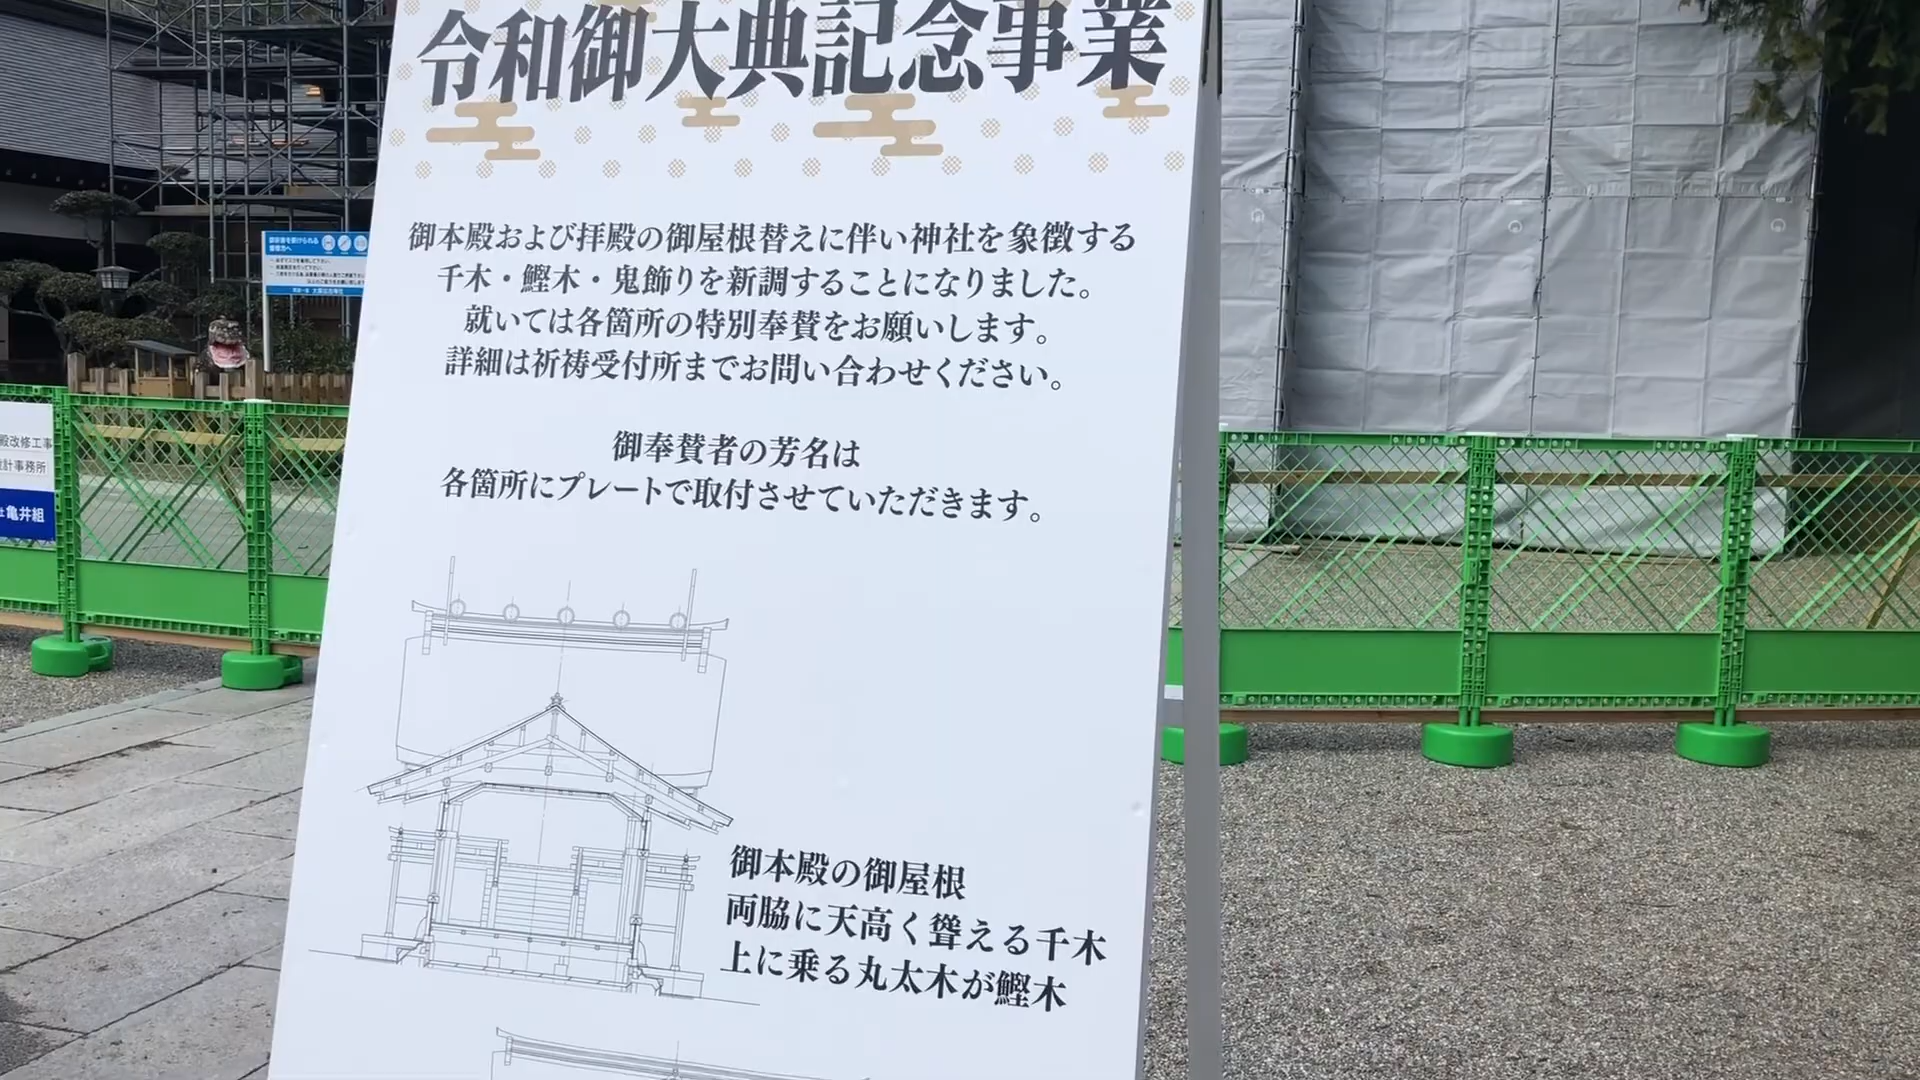 令和御大典記念事業
御本殿および拝殿の御屋根替えに伴い神社を象徴する
千木・鰹木・鬼飾りを新調することになりました。
就いては各箇所の特別奉賛をお願いします。
詳細は祈祷受付所までお問い合わせください。
御奉賛者の芳名は
各箇所にプレートで取付させていただきます。
御本殿の御屋根
両脇に天高く聳える千木
上に乗る丸太木が鰹木
殿改修工事
計事務所
亀井組